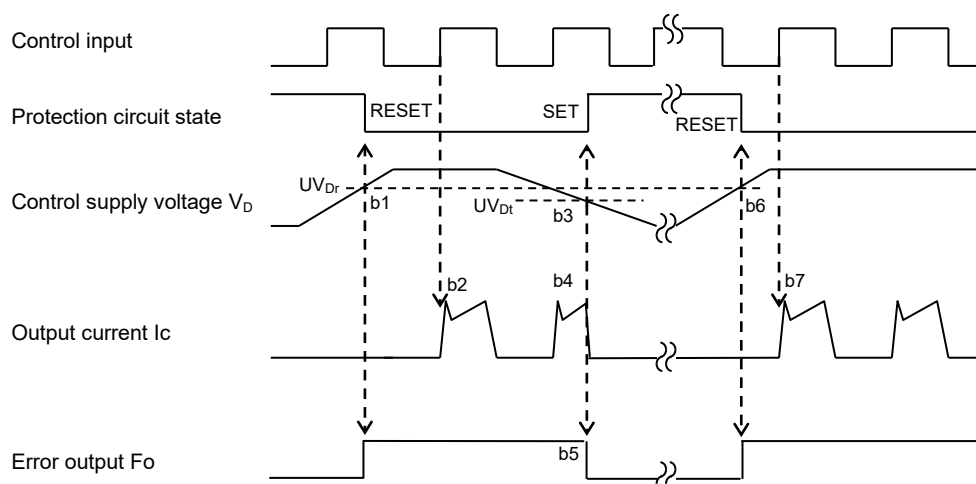 Control input
Protection circuit state
RESET
SET
RESET
Control supply voltage VD
UVDr
b1
UVDt
b3
b6
Output current Ic
b2
b4
b7
Error output Fo
b5